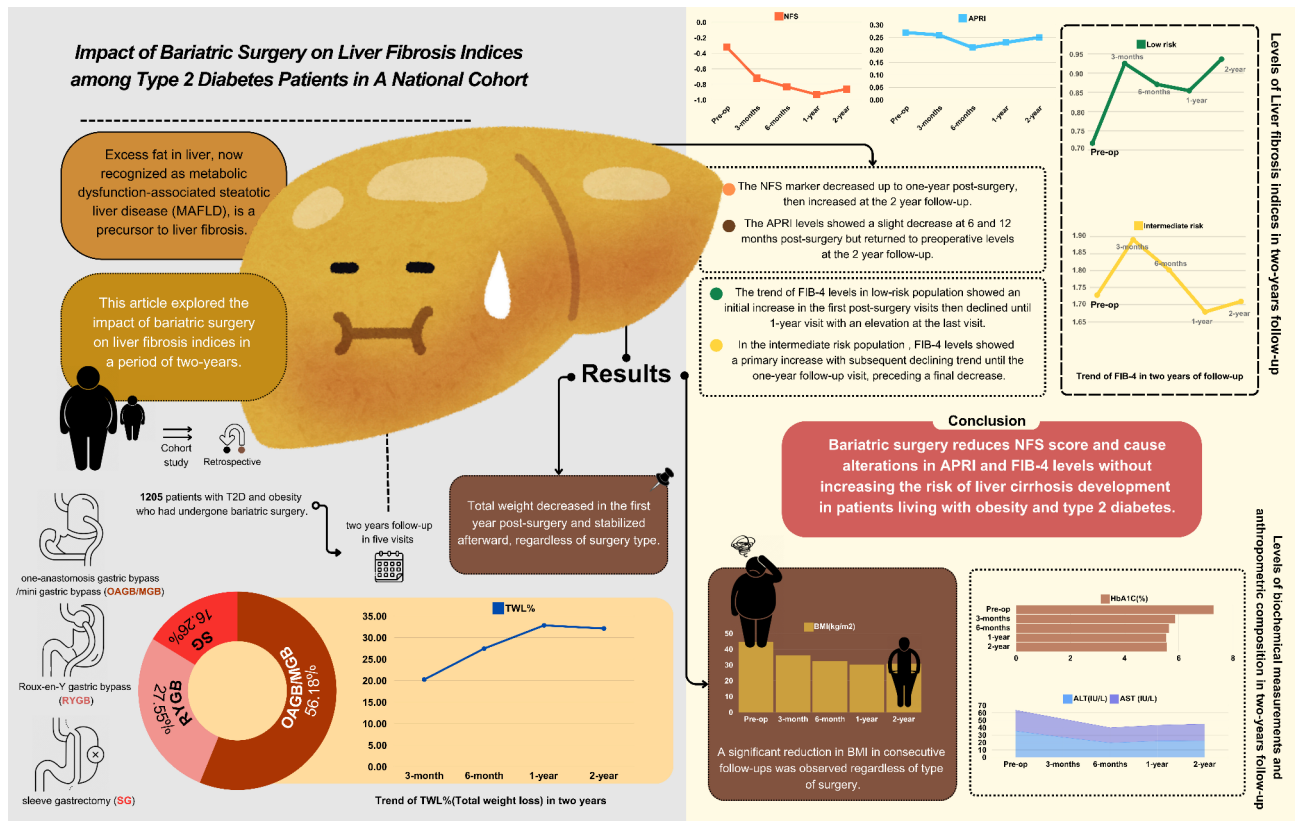 Impact of Bariatric Surgery on Liver Fibrosis Indices
among Type 2 Diabetes Patients in A National Cohort
Excess fat in liver, now
recognized as metabolic
dysfunction-associated steatotic
liver disease (MAFLD), is a
precursor to liver fibrosis.
This article explored the
impact of bariatric surgery
on liver fibrosis indices in
a period of two-years.
Cohort
study
Retrospective
1205 patients with T2D and obesity
who had undergone bariatric surgery.
two years follow-up
in five visits
one-anastomosis gastric bypass
/mini gastric bypass (OAGB/MGB)
Roux-en-Y gastric bypass
(RYGB)
sleeve gastrectomy (SG)
SG
16.26%
RYGB
27.55%
OAGB/MGB
56.18%
Results
Total weight decreased in the first
year post-surgery and stabilized
afterward, regardless of surgery type.
TWL%
35.00
33.00
25.00
20.00
15.00
10.00
5.00
0.00
3-month
6-month
1-year
2-year
Trend of TWL%(Total weight loss) in two years
NFS
0.0
-0.2
-0.4
-0.6
-0.8
-1.0
Pre-op
3-months
6-months
1-year
2-year
APRI
0.30
0.25
0.20
0.15
0.10
0.05
0.00
Pre-op
3-months
6-months
1-year
2-year
The NFS marker decreased up to one-year post-surgery,
then increased at the 2 year follow-up.
The APRI levels showed a slight decrease at 6 and 12
months post-surgery but returned to preoperative levels
at the 2 year follow-up.
The trend of FIB-4 levels in low-risk population showed an
initial increase in the first post-surgery visits then declined until
1-year visit with an elevation at the last visit.
In the intermediate risk population , FIB-4 levels showed
a primary increase with subsequent declining trend until the
one-year follow-up visit, preceding a final decrease.
Low risk
0.95
0.90
0.85
0.80
0.75
0.70
Pre-op
3-months
6-months
1-year
2-year
Intermediate risk
1.90
1.85
1.80
1.75
1.70
1.65
Pre-op
3-months
6-months
1-year
2-year
Trend of FIB-4 in two years of follow-up
Levels of Liver fibrosis indices in two-years follow-up
Conclusion
Bariatric surgery reduces NFS score and cause
alterations in APRI and FIB-4 levels without
increasing the risk of liver cirrhosis development
in patients living with obesity and type 2 diabetes.
BMI(kg/m2)
50
40
30
20
10
0
Pre-op
3-month
6-month
1-year
2-year
A significant reduction in BMI in consecutive
follow-ups was observed regardless of type
of surgery.
HbA1C(%)
Pre-op
3-months
6-months
1-year
2-year
0
2
4
6
8
ALT(IU/L)
AST (IU/L)
70
60
50
40
30
20
10
0
Pre-op
3-months
6-months
1-year
2-year
Levels of biochemical measurements and
anthropometric composition in two-years follow-up